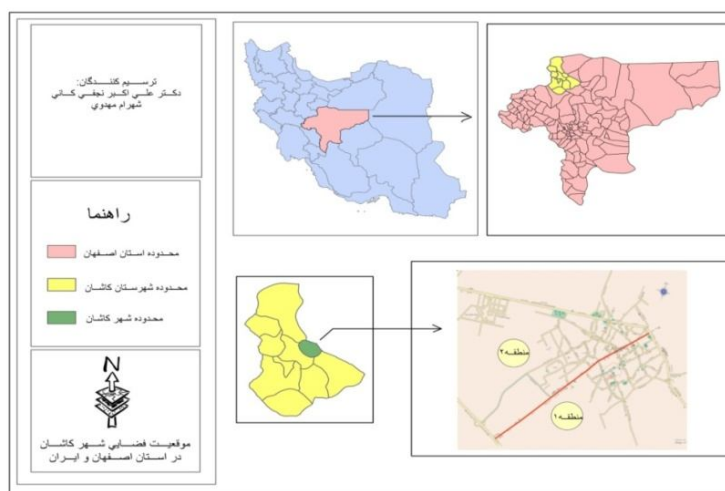 ترسیم کنندگان:
دکتر علی اکبر نجفی کانی
شهرام مهدوی
راهنما
محدوده استان اصفهان
محدوده شهرستان کاشان
محدوده شهر کاشان
N
موقعیت فضایی شهر کاشان
در استان اصفهان و ایران
منطقه ۲
منطقه ۱